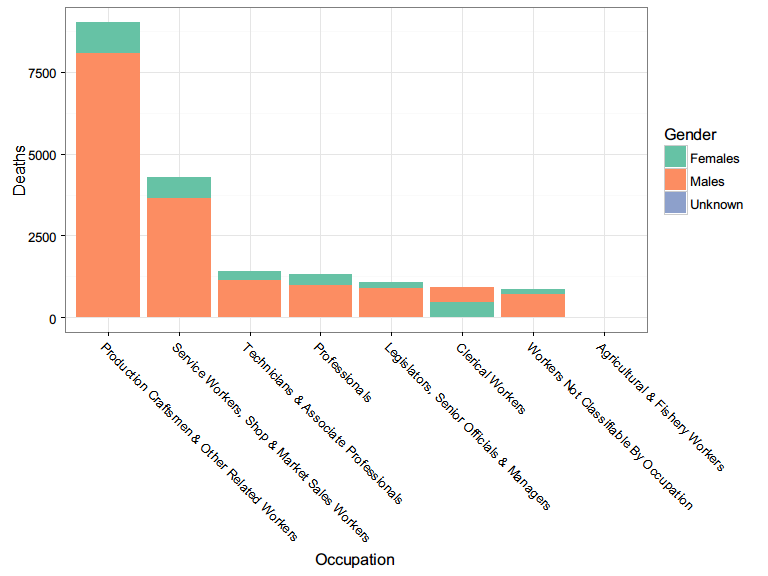 7500
5000
2500
0
Deaths
Gender
Females
Males
Unknown
Production Craftsmen & Other Related Workers
Service Workers, Shop & Market Sales Workers
Technicians & Associate Professionals
Professionals
Legislators, Senior Officials & Managers
Clerical Workers
Workers Not Classifiable By Occupation
Agricultural & Fishery Workers
Occupation